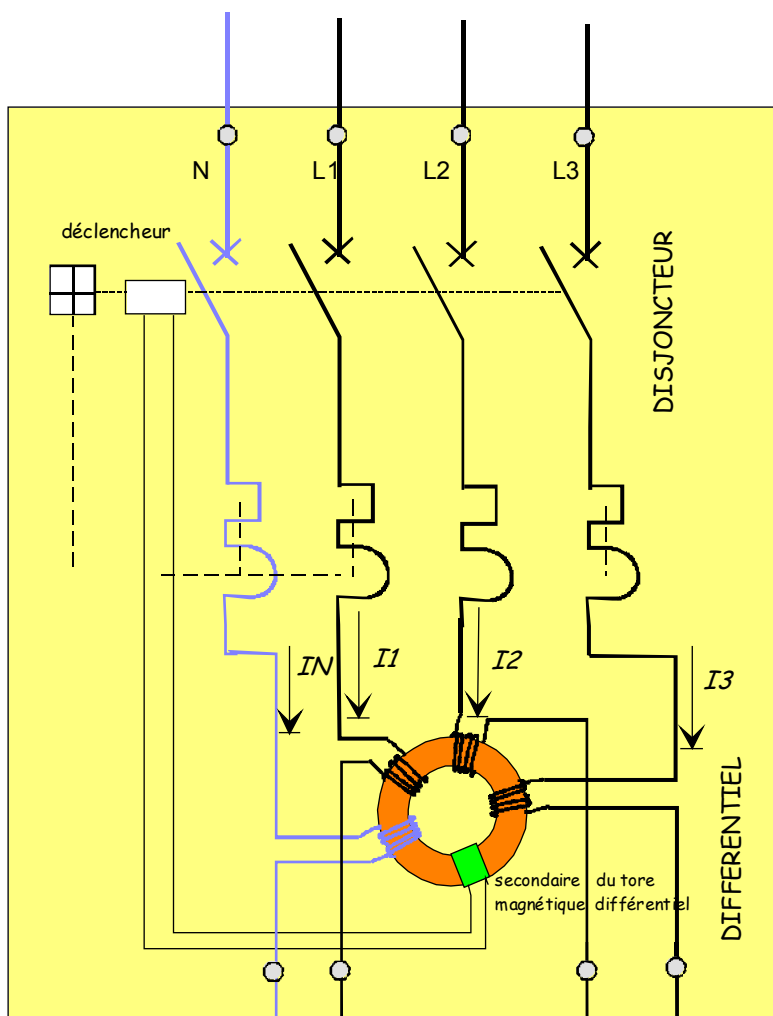 N
L1
L2
L3
déclencheur
DISJONCTEUR
IN
I1
I2
I3
DIFFERENTIEL
secondaire du tore
magnétique différentiel